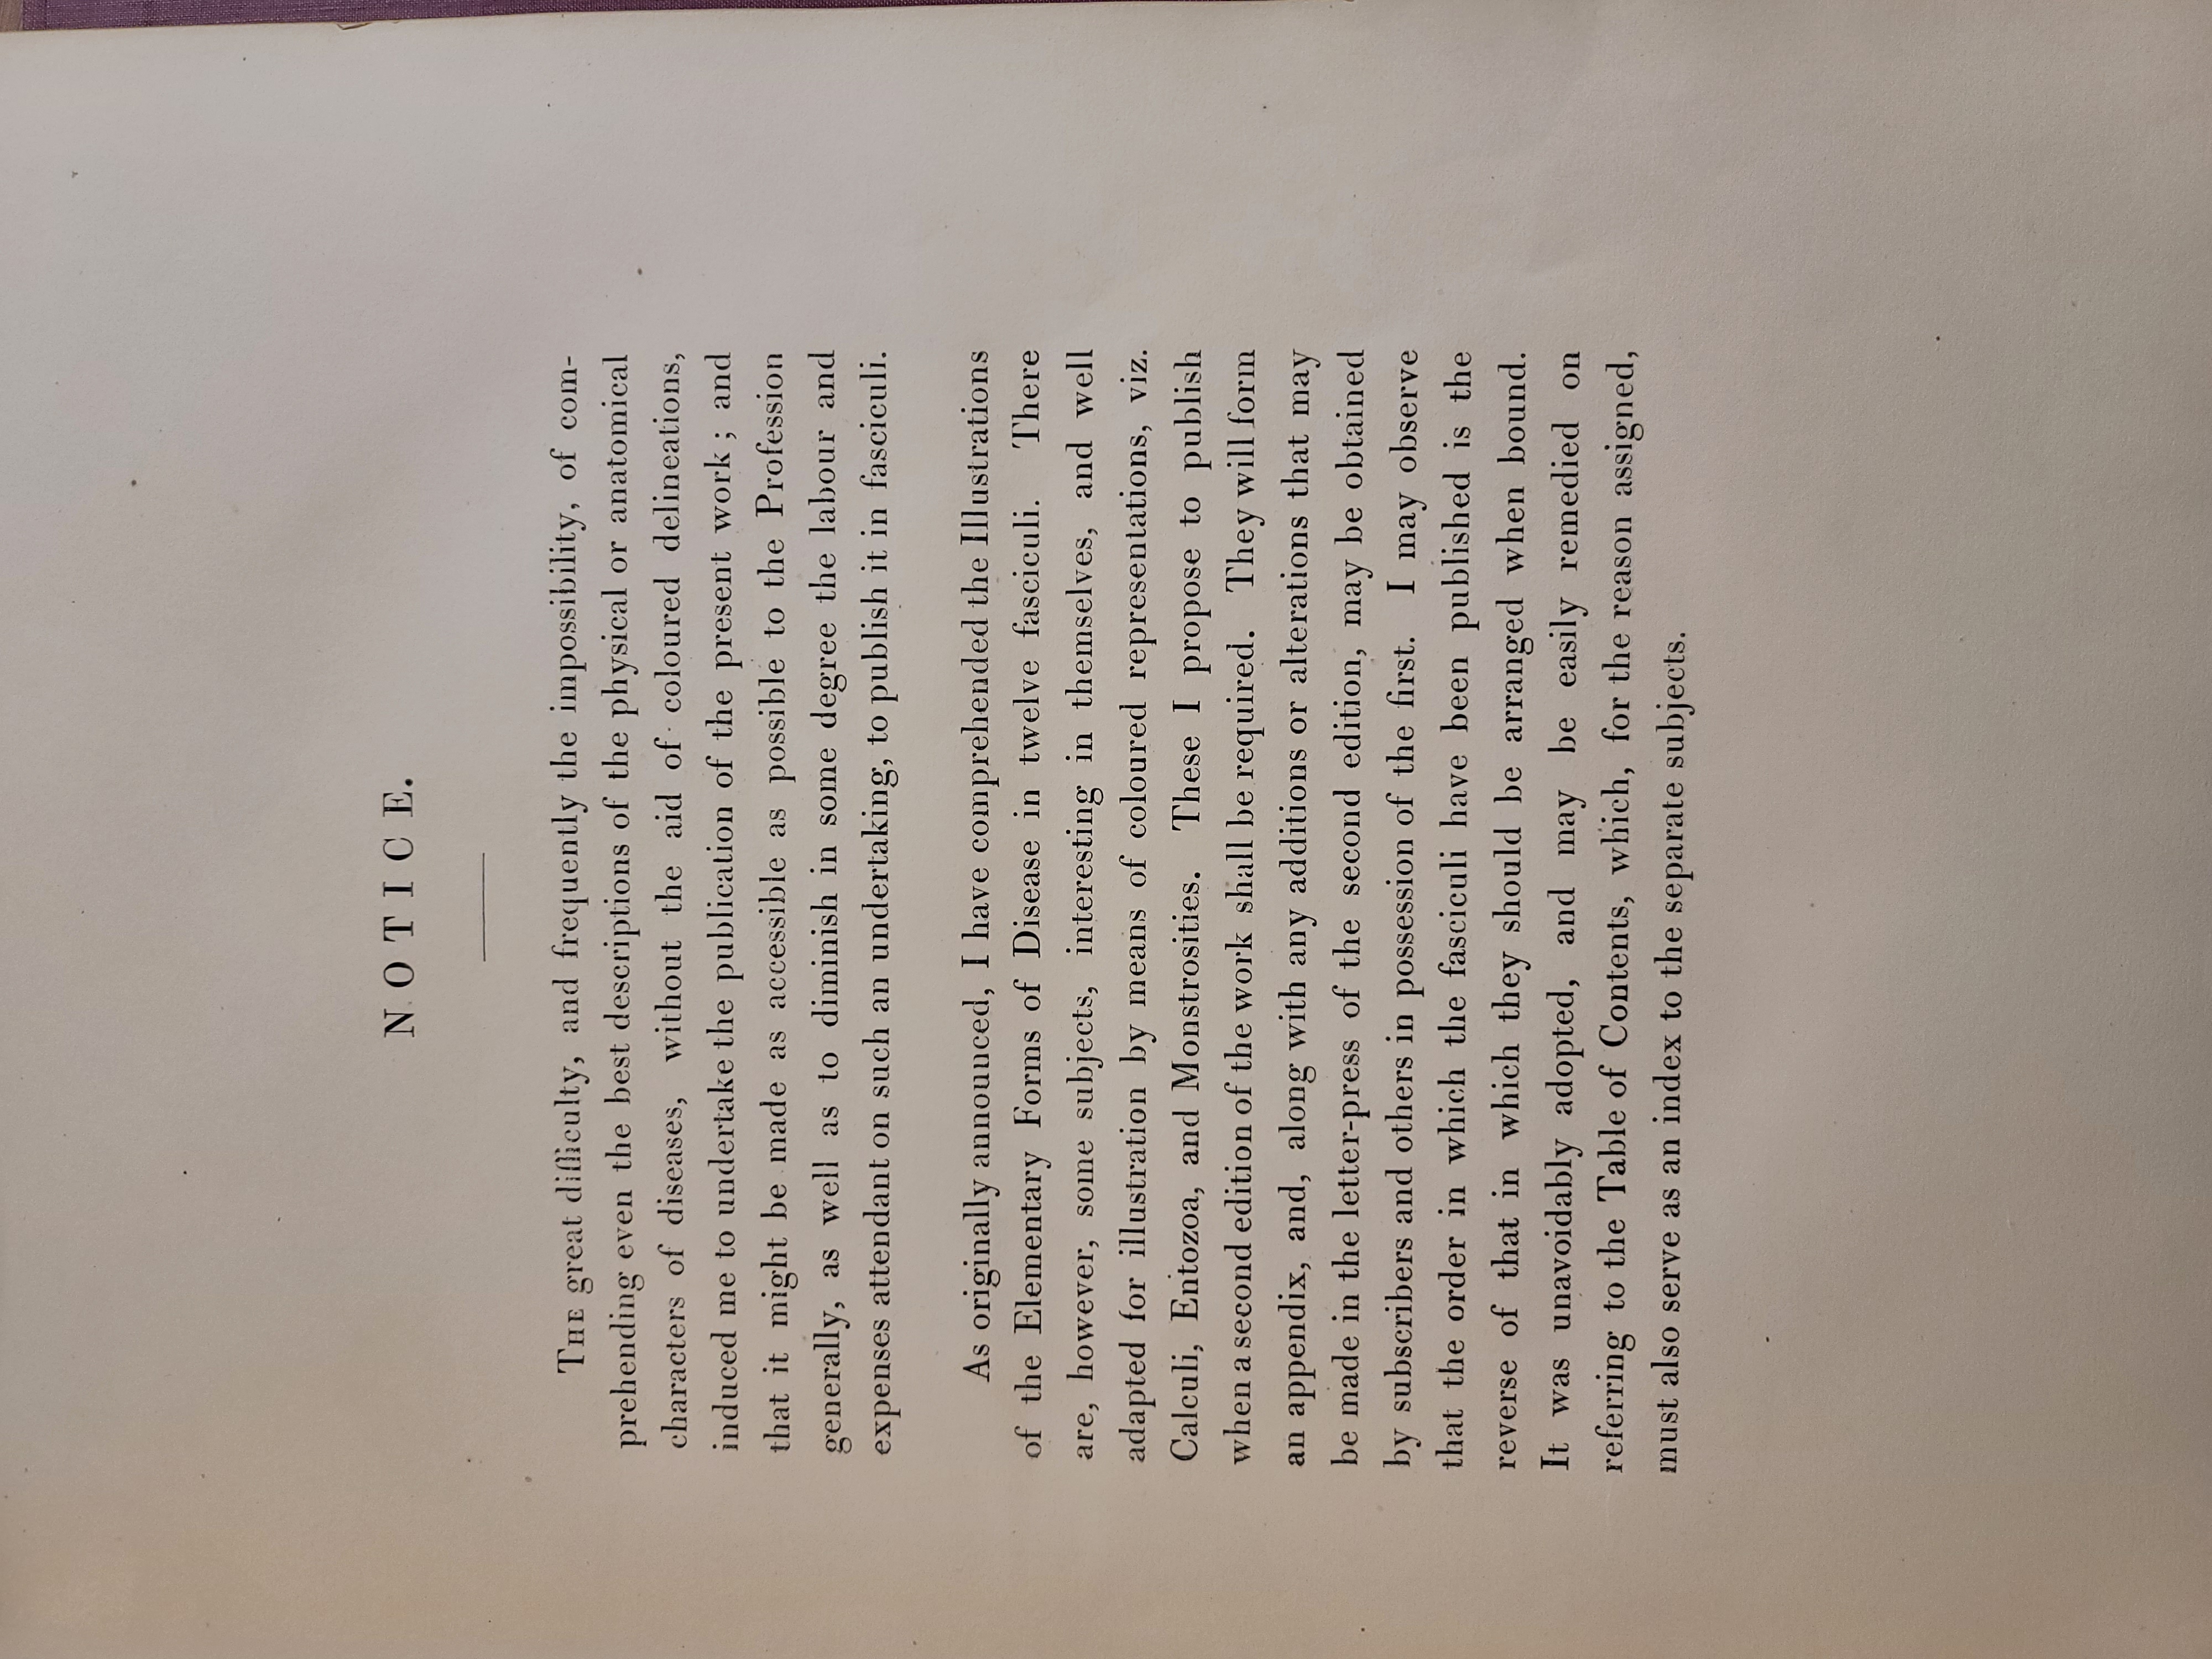 NOTICE.
THE great difficulty, and frequently the impossibility, of com-
prehending even the best descriptions of the physical or anatomical
characters of diseases, without the aid of coloured delineations,
induced me to undertake the publication of the present work ; and
that it might be made as accessible as possible to the Profession
generally, as well as to diminish in some degree the labour and
expenses attendant on such an undertaking, to publish it in fasciculi.
As originally announced, I have comprehended the Illustrations
of the Elementary Forms of Disease in twelve fasciculi. There
are, however, some subjects, interesting in themselves, and well
adapted for illustration by means of coloured representations, viz.
Calculi, Entozoa, and Monstrosities. These I propose to publish
when a second edition of the work shall be required. They will form
an appendix, and, along with any additions or alterations that may
be made in the letter-press of the second edition, may be obtained
by subscribers and others in possession of the first. I may observe
that the order in which the fasciculi have been published is the
reverse of that in which they should be arranged when bound.
It was unavoidably adopted, and may be easily remedied on
referring to the Table of Contents, which, for the reason assigned,
must also serve as an index to the separate subjects.